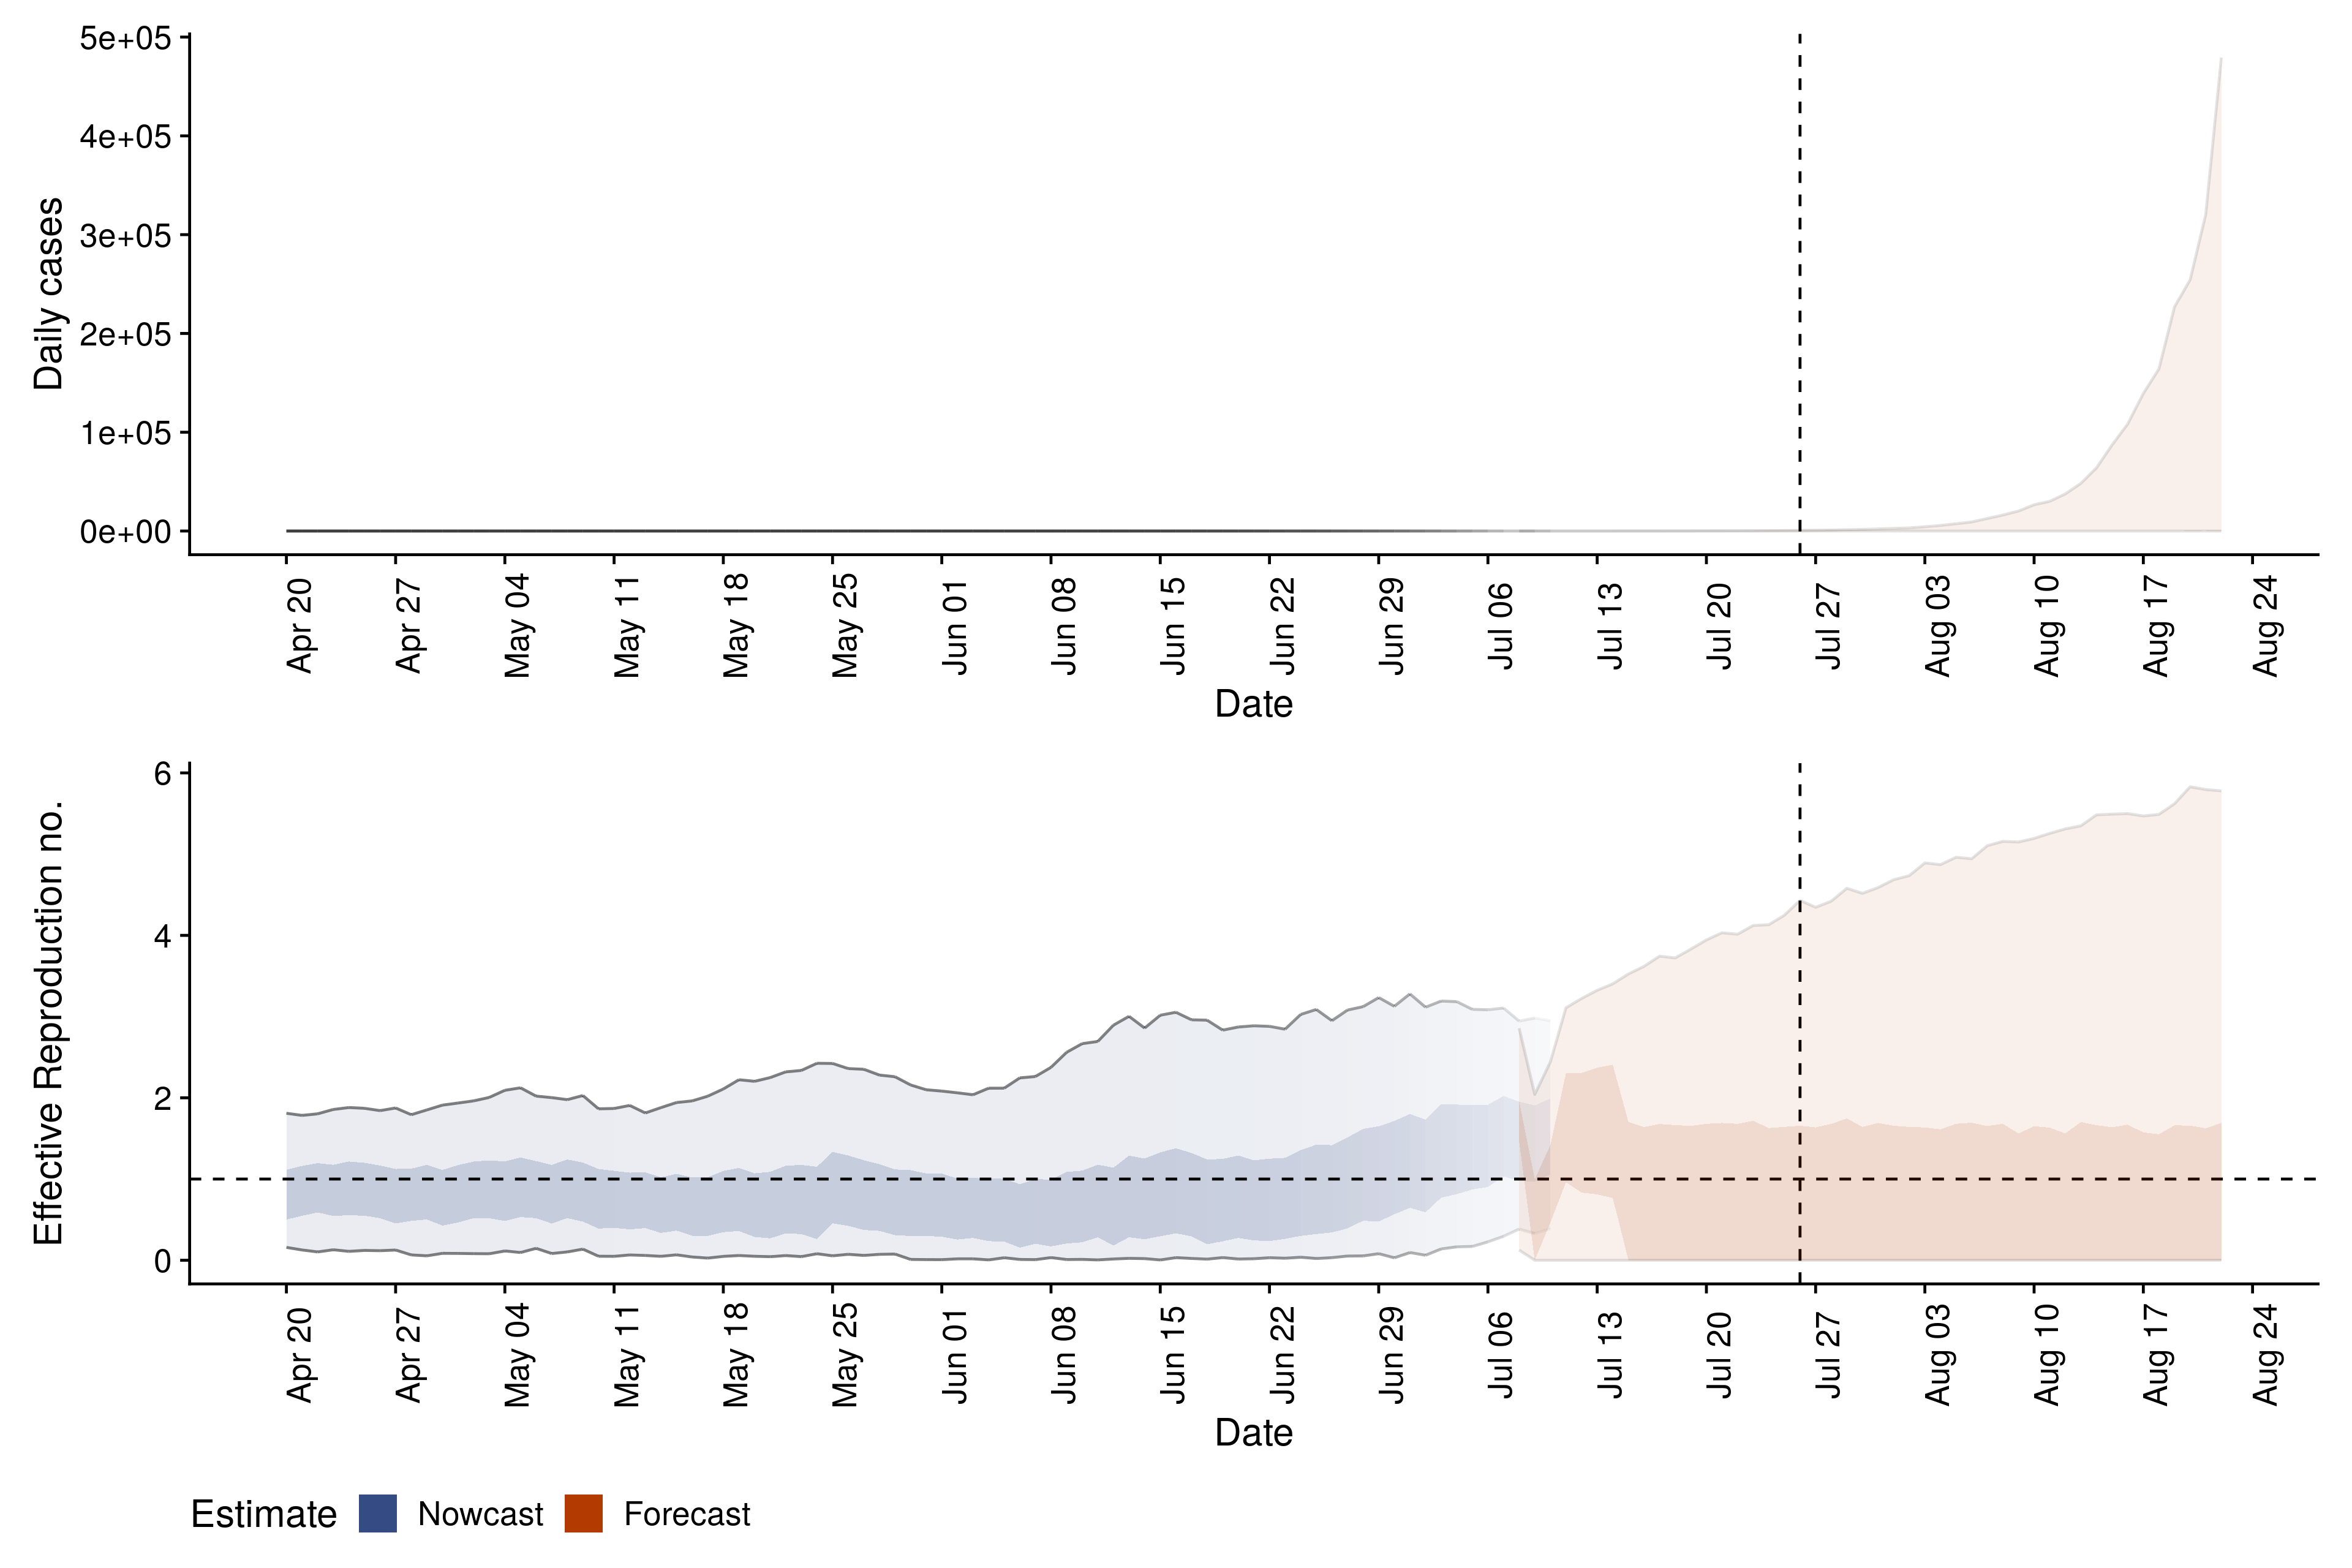 Daily cases
5e+05
4e+05
3e+05
2e+05
1e+05
0e+00
Apr 20 Apr 27 May 04 May 11 May 18 May 25 Jun 01 Jun 08 Jun 15 Jun 22 Jun 29 Jul 06 Jul 13 Jul 20 Jul 27 Aug 03 Aug 10 Aug 17 Aug 24
Date
Effective Reproduction no.
6
4
2
0
Apr 20 Apr 27 May 04 May 11 May 18 May 25 Jun 01 Jun 08 Jun 15 Jun 22 Jun 29 Jul 06 Jul 13 Jul 20 Jul 27 Aug 03 Aug 10 Aug 17 Aug 24
Date
Estimate Nowcast Forecast